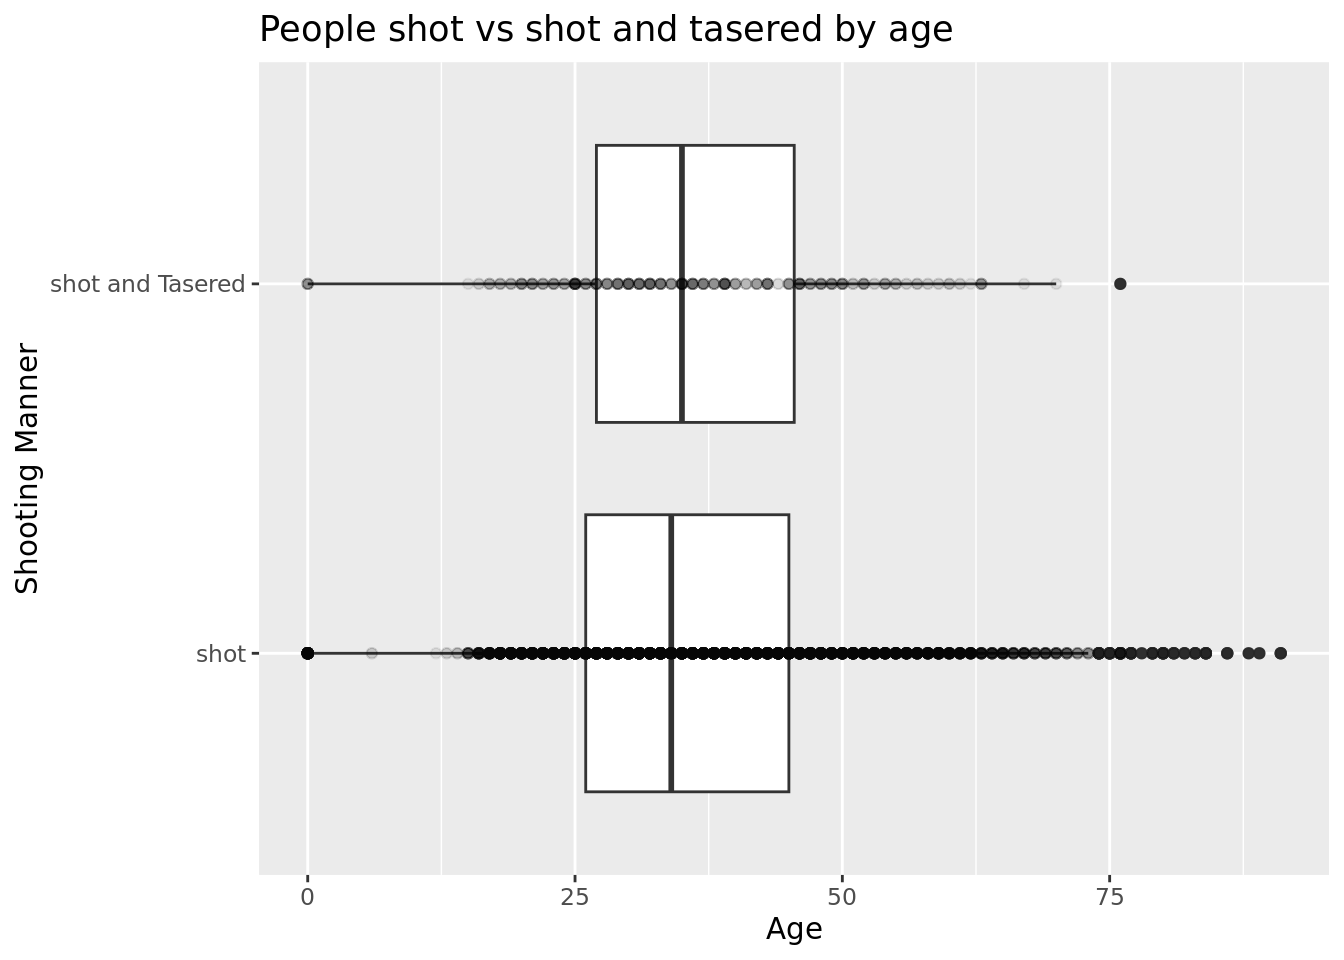 People shot vs shot and tasered by age
Shooting Manner
shot and Tasered
shot
0 25 50 75
Age